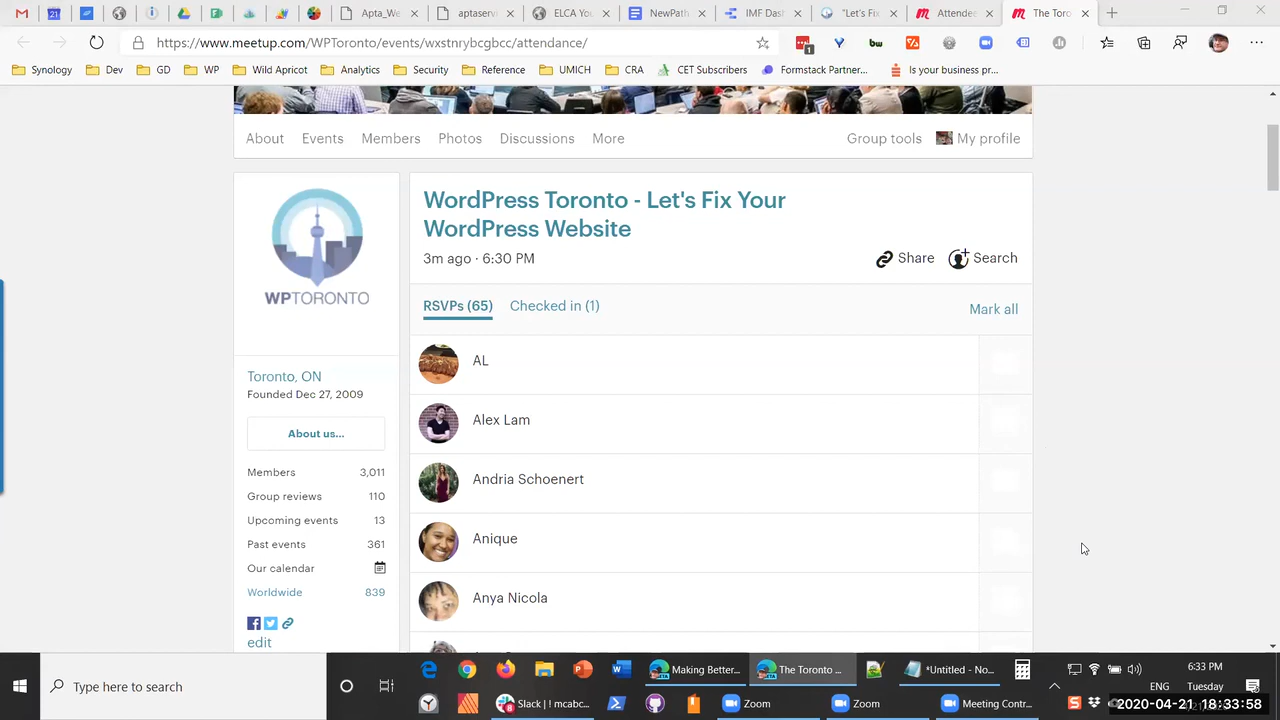 21
Apta_We
aptaserv
ELCA Yo
NewPath
IMF Das
"Let's Fix
Attende
The Toro
https://www.meetup.com/WPToronto/events/wxstnrybcgbcc/attendance/
1
bw
Synology
Dev
GD
WP
Wild Apricot
Analytics
Security
Reference
UMICH
CRA
CET Subscribers
Formstack Partner...
Is your business pr...
About
Events
Members
Photos
Discussions
More
Group tools
My profile
WPTORONTO
Toronto, ON
Founded Dec 27, 2009
About us...
Members 3,011
Group reviews 110
Upcoming events 13
Past events 361
Our calendar
Worldwide 839
edit
WordPress Toronto - Let's Fix Your
WordPress Website
3m ago · 6:30 PM
Share
Search
RSVPs (65)
Checked in (1)
Mark all
AL
Alex Lam
Andria Schoenert
Anique
Anya Nicola
Type here to search
Making Better...
The Toronto ...
*Untitled - No...
Slack | ! mcabc...
Zoom
Zoom
Meeting Contr...
ENG
6:33 PM
Tuesday
2020-04-21 18:33:58